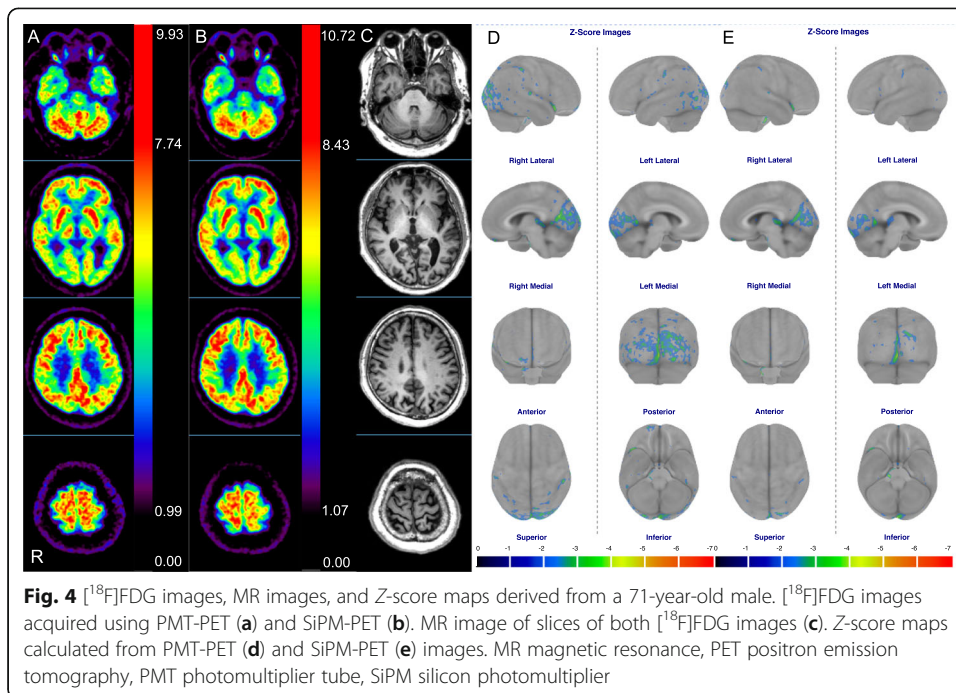 A
B
C
D
E
9.93
7.74
0.99
0.00
R
10.72
8.43
1.07
0.00
Z-Score Images
Z-Score Images
Right Lateral
Left Lateral
Right Lateral
Left Lateral
Right Medial
Left Medial
Right Medial
Left Medial
Anterior
Posterior
Anterior
Posterior
Superior
Inferior
Superior
Inferior
0 -1 -2 -3 -4 -5 -6 -7 0 -1 -2 -3 -4 -5 -6 -7
Fig. 4 [18F]FDG images, MR images, and Z-score maps derived from a 71-year-old male. [18F]FDG images
acquired using PMT-PET (a) and SiPM-PET (b). MR image of slices of both [18F]FDG images (c). Z-score maps
calculated from PMT-PET (d) and SiPM-PET (e) images. MR magnetic resonance, PET positron emission
tomography, PMT photomultiplier tube, SiPM silicon photomultiplier